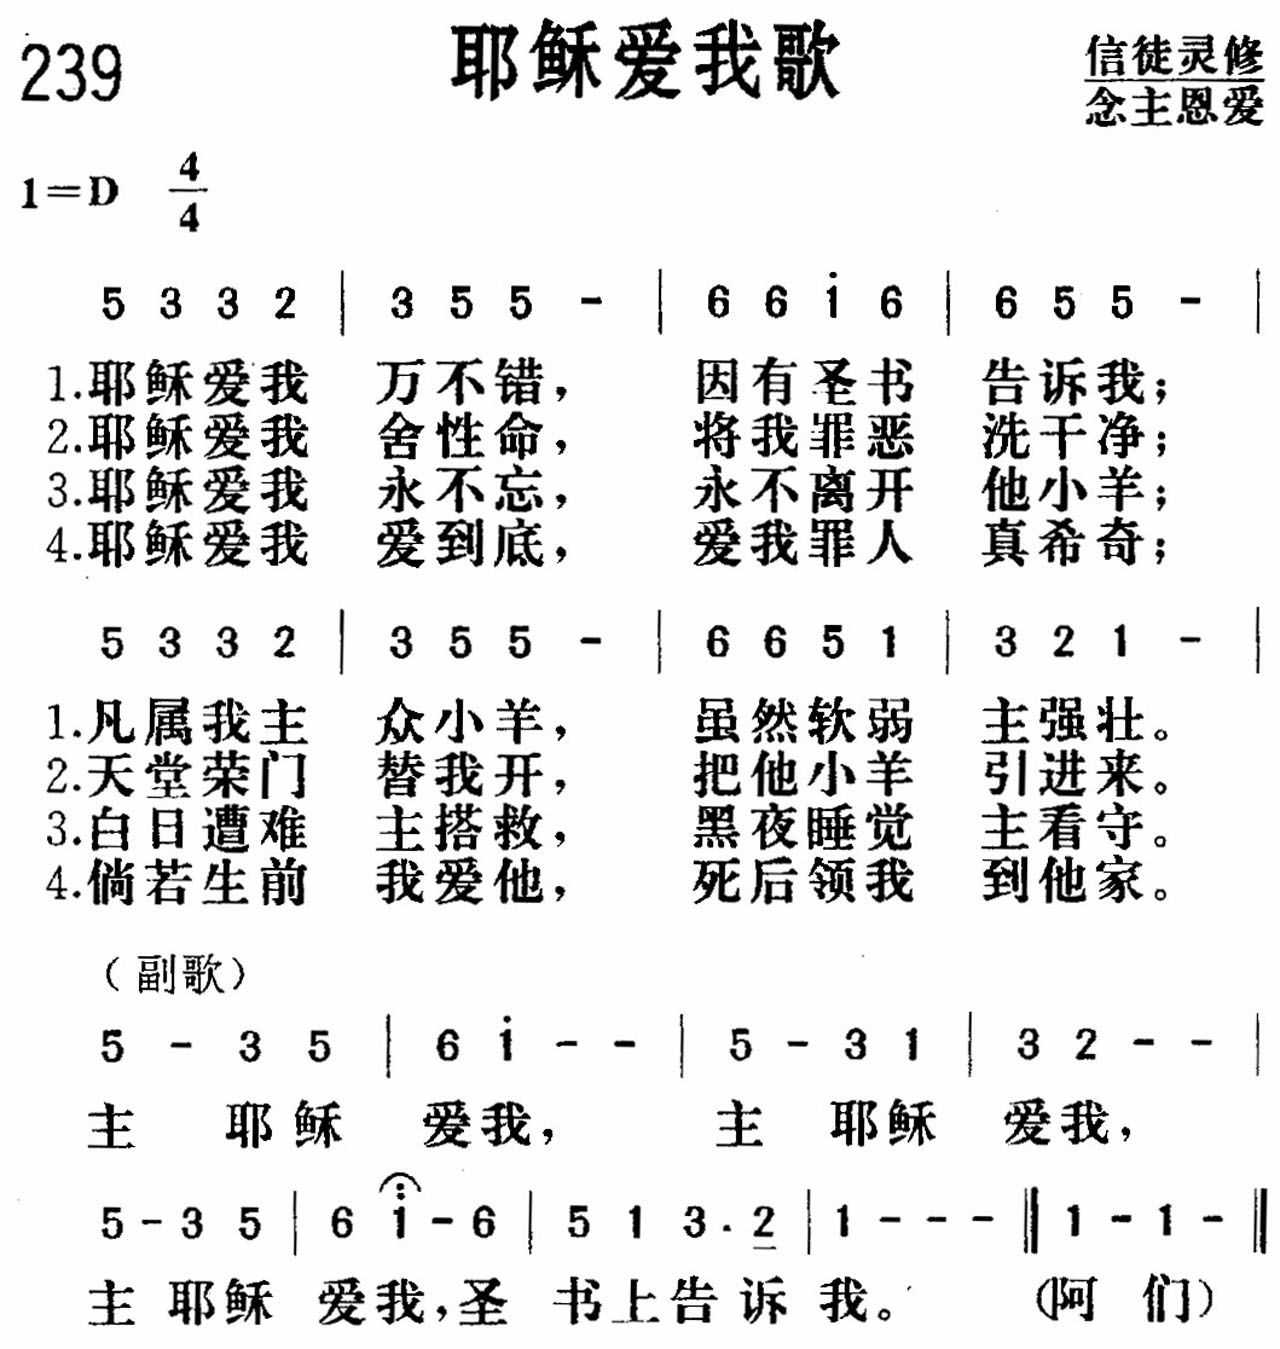 239
耶稣爱我歌
信徒灵修
念主恩爱
1=D 4/4
5 3 3 2 | 3 5 5 - | 6 6 i 6 | 6 5 5 - |
1.耶稣爱我 万不错， 因有圣书 告诉我；
2.耶稣爱我 舍性命， 将我罪恶 洗干净；
3.耶稣爱我 永不忘， 永不离开 他小羊；
4.耶稣爱我 爱到底， 爱我罪人 真希奇；
5 3 3 2 | 3 5 5 - | 6 6 5 1 | 3 2 1 - |
1.凡属我主 众小羊， 虽然软弱 主强壮。
2.天堂荣门 替我开， 把他小羊 引进来。
3.白日遭难 主搭救， 黑夜睡觉 主看守。
4.倘若生前 我爱他， 死后领我 到他家。
（副歌）
5 - 3 5 | 6 i - - | 5 - 3 1 | 3 2 - - |
主 耶稣 爱我， 主 耶稣 爱我，
5 - 3 5 | 6 i - 6 | 5 1 3 . 2 | 1 - - - ‖ 1 - 1 - ‖
主 耶稣 爱我，圣 书上告诉 我。 （阿 们）